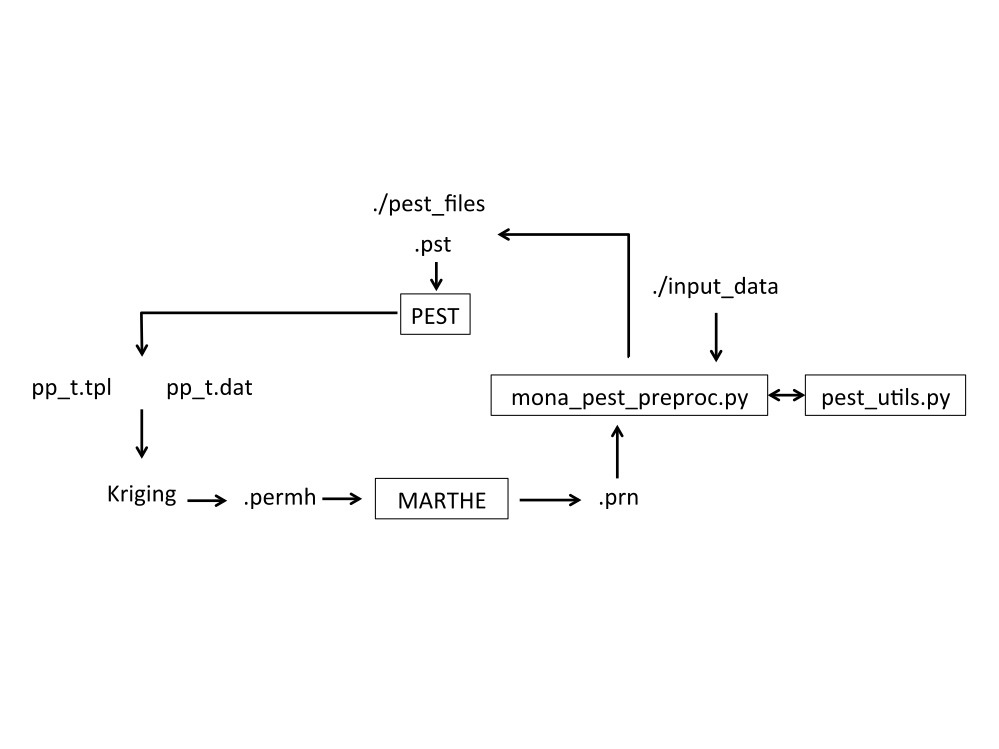 ./pest_files
.pst
./input_data
PEST
pp_t.tpl
pp_t.dat
mona_pest_preproc.py
pest_utils.py
Kriging
.permh
MARTHE
.prn